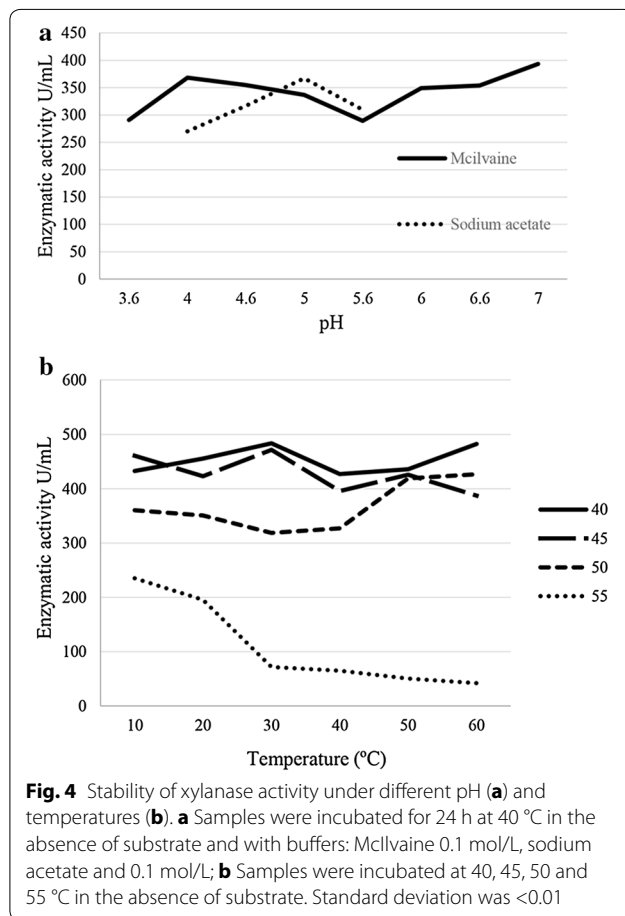 a
450
400
350
300
250
200
150
100
50
0
Enzymatic activity U/mL
Mcilvaine
Sodium acetate
3.6 4 4.6 5 5.6 6 6.6 7
pH
b
600
500
400
300
200
100
0
Enzymatic activity U/mL
40
45
50
55
10 20 30 40 50 60
Temperature (ºC)
Fig. 4 Stability of xylanase activity under different pH (a) and
temperatures (b). a Samples were incubated for 24 h at 40 °C in the
absence of substrate and with buffers: McIlvaine 0.1 mol/L, sodium
acetate and 0.1 mol/L; b Samples were incubated at 40, 45, 50 and
55 °C in the absence of substrate. Standard deviation was <0.01